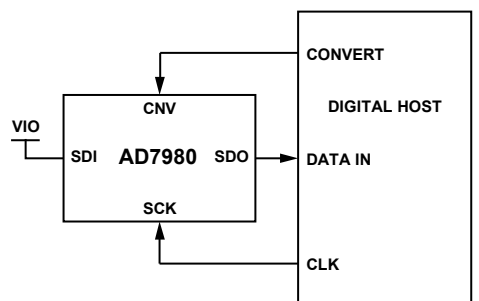 CONVERT
CNV
DIGITAL HOST
VIO
SDI AD7980 SDO
DATA IN
SCK
CLK